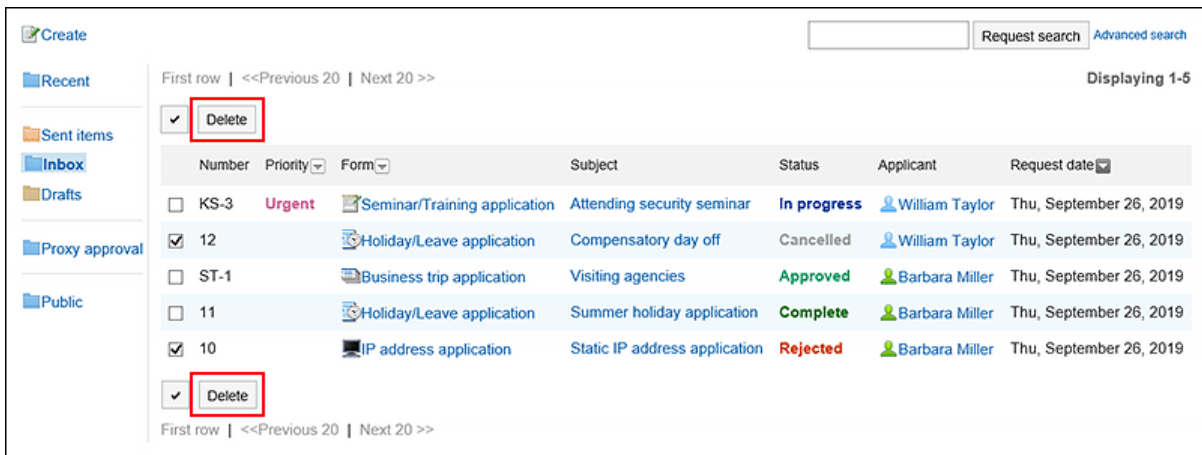 Create
Request search Advanced search
Recent
First row | <<Previous 20 | Next 20 >>
Displaying 1-5
Delete
Sent items
Inbox
Drafts
Proxy approval
Public
Number Priority Form Subject Status Applicant Request date
KS-3 Urgent Seminar/Training application Attending security seminar In progress William Taylor Thu, September 26, 2019
12 Holiday/Leave application Compensatory day off Cancelled William Taylor Thu, September 26, 2019
ST-1 Business trip application Visiting agencies Approved Barbara Miller Thu, September 26, 2019
11 Holiday/Leave application Summer holiday application Complete Barbara Miller Thu, September 26, 2019
10 IP address application Static IP address application Rejected Barbara Miller Thu, September 26, 2019
Delete
First row | <<Previous 20 | Next 20 >>